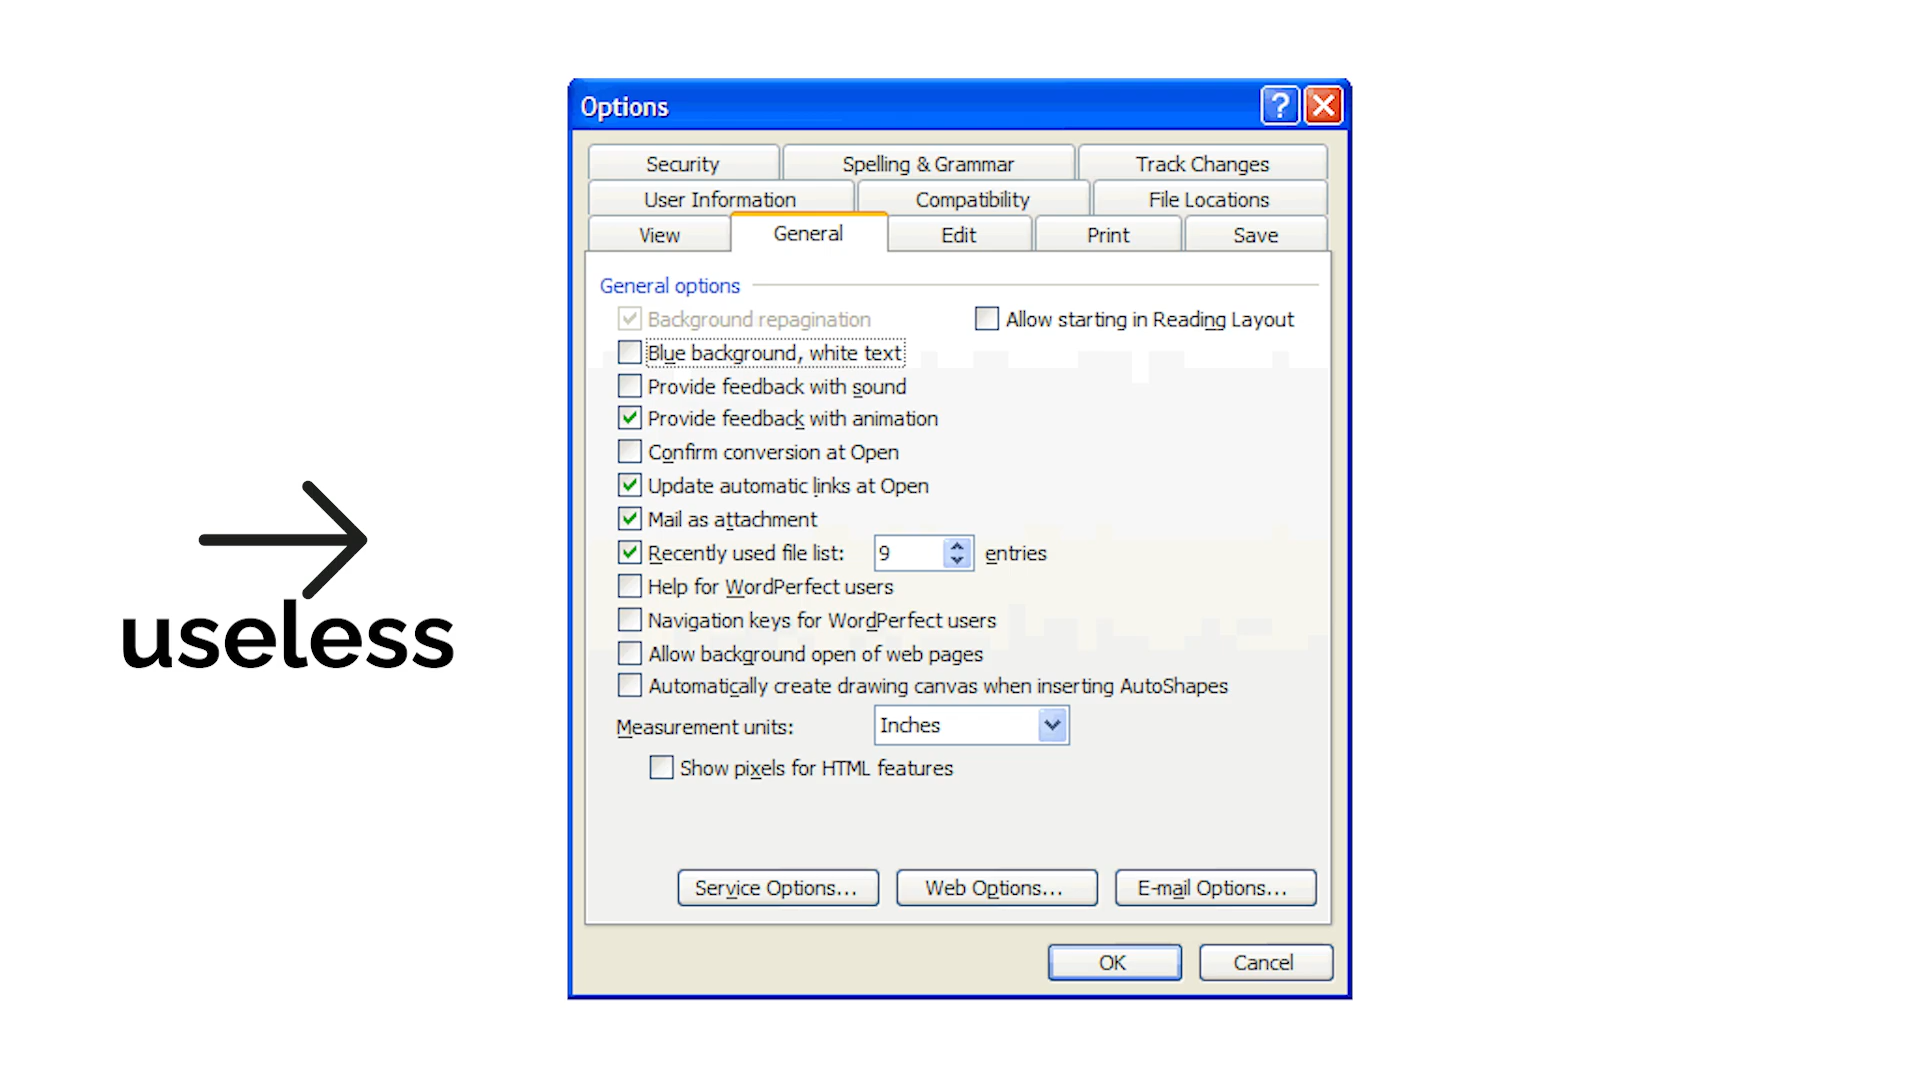 Options
Security Spelling & Grammar Track Changes
User Information Compatibility File Locations
View General Edit Print Save
General options
Background repagination Allow starting in Reading Layout
Blue background, white text
Provide feedback with sound
Provide feedback with animation
Confirm conversion at Open
Update automatic links at Open
Mail as attachment
Recently used file list: 9 entries
Help for WordPerfect users
Navigation keys for WordPerfect users
Allow background open of web pages
Automatically create drawing canvas when inserting AutoShapes
Measurement units: Inches
Show pixels for HTML features
Service Options... Web Options... E-mail Options...
OK Cancel
useless